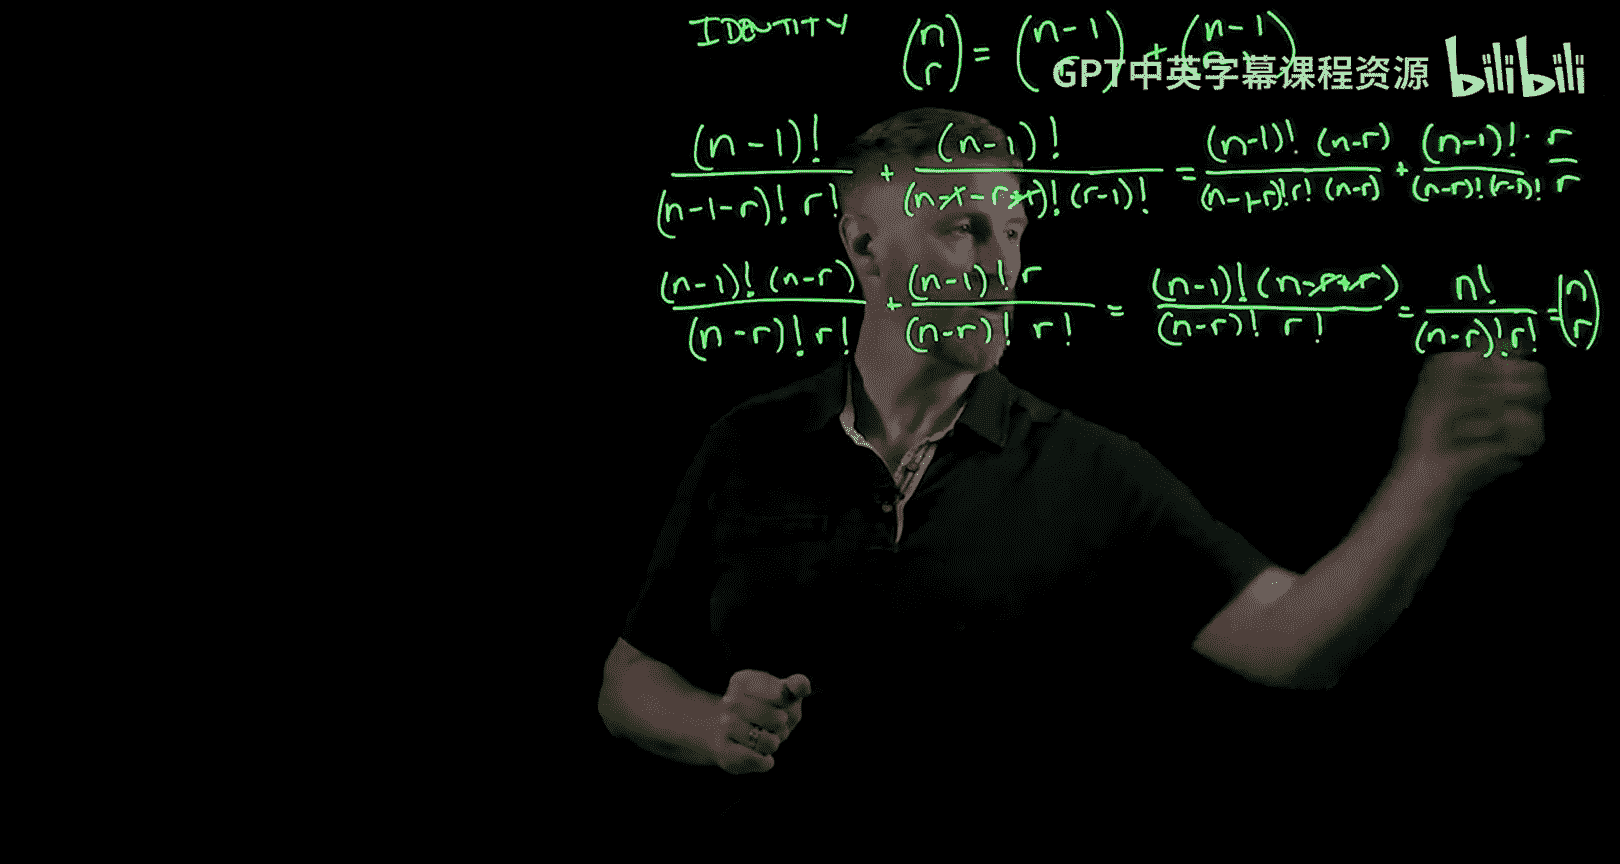 IDENTITY (n r) = (n-1 r) + (n-1
GPT中英字幕课程资源 bilibili
(n-1)! / (n-1-r)! r! + (n-1)! / (n-1-r+1)! (r-1)! = (n-1)! (n-r) / (n-1-r)! r! (n-r) + (n-1)! · r / (n-r)! (r-1)! r
(n-1)! (n-r) / (n-r)! r! + (n-1)! r / (n-r)! r! = (n-1)! (n-r+r) / (n-r)! r! = n! / (n-r)! r! = (n r)